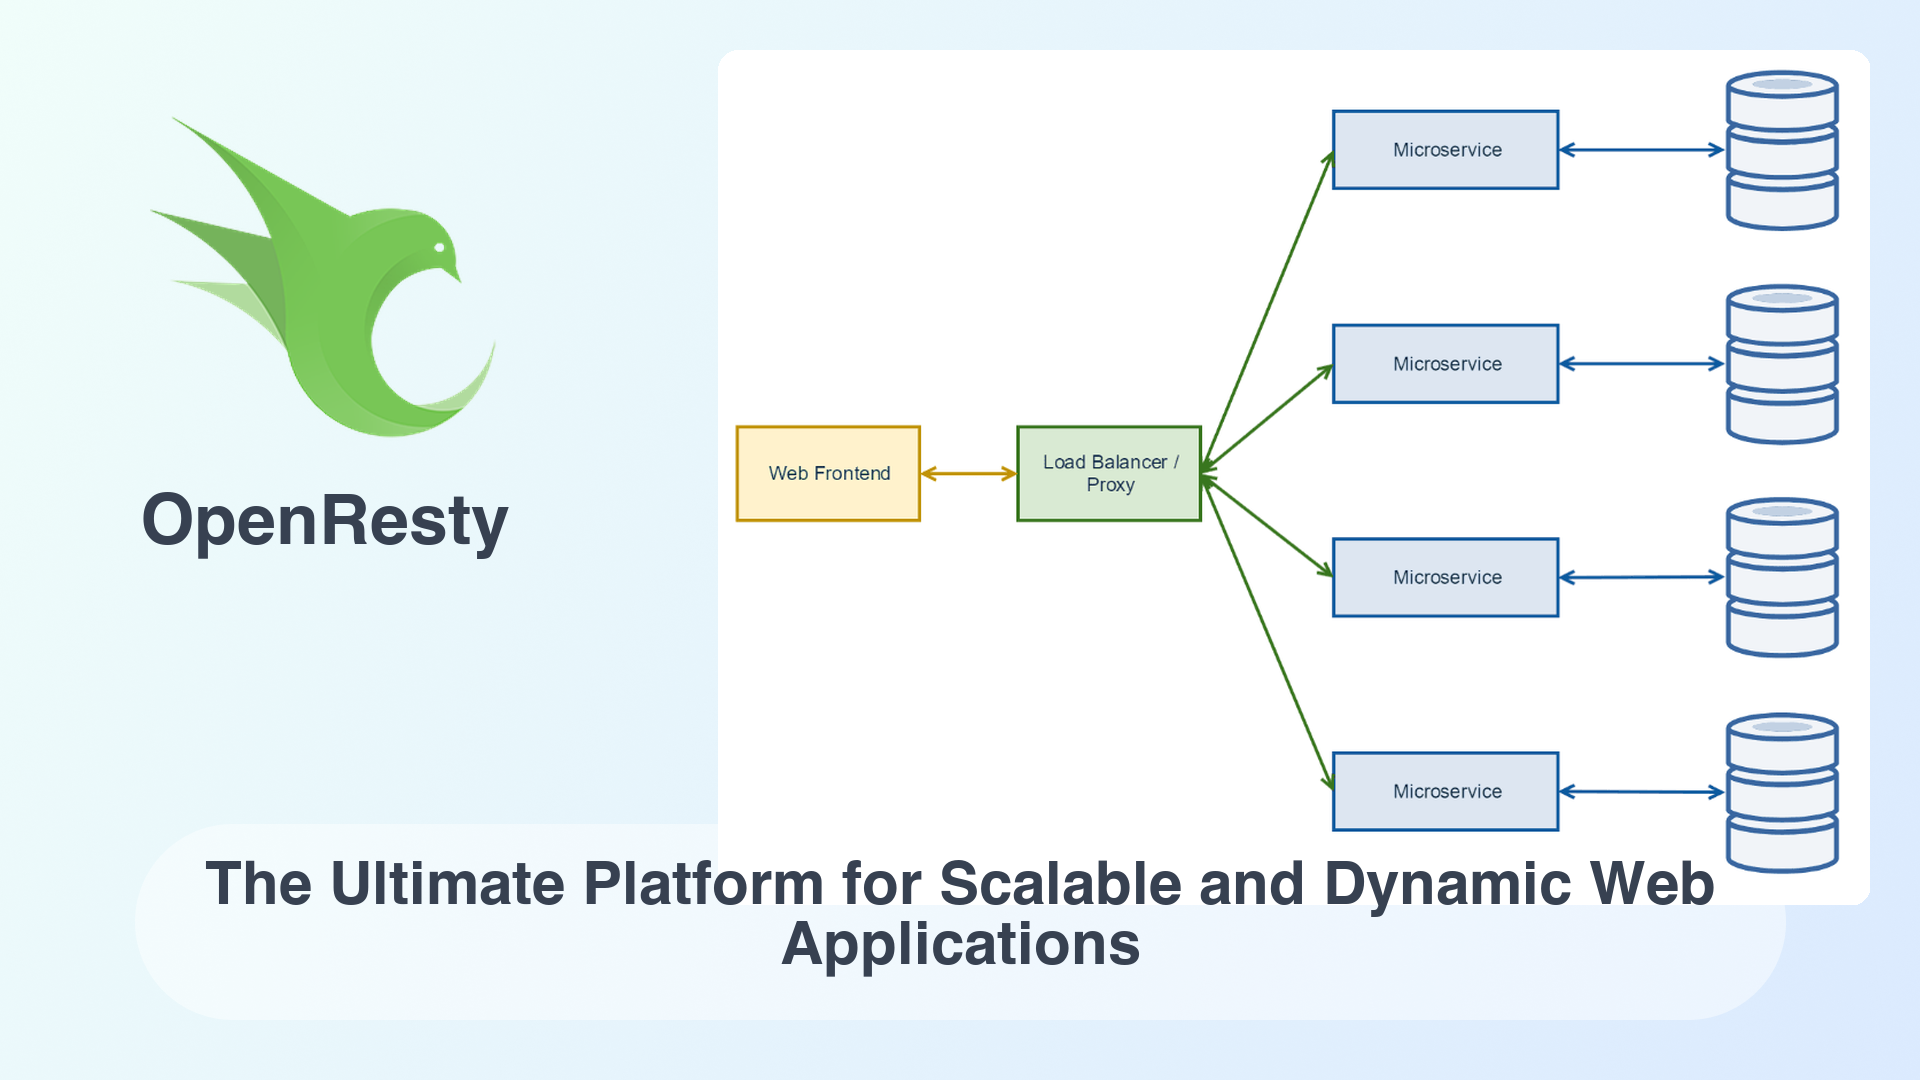 OpenResty
Web Frontend
Load Balancer /
Proxy
Microservice
Microservice
Microservice
Microservice
The Ultimate Platform for Scalable and Dynamic Web
Applications